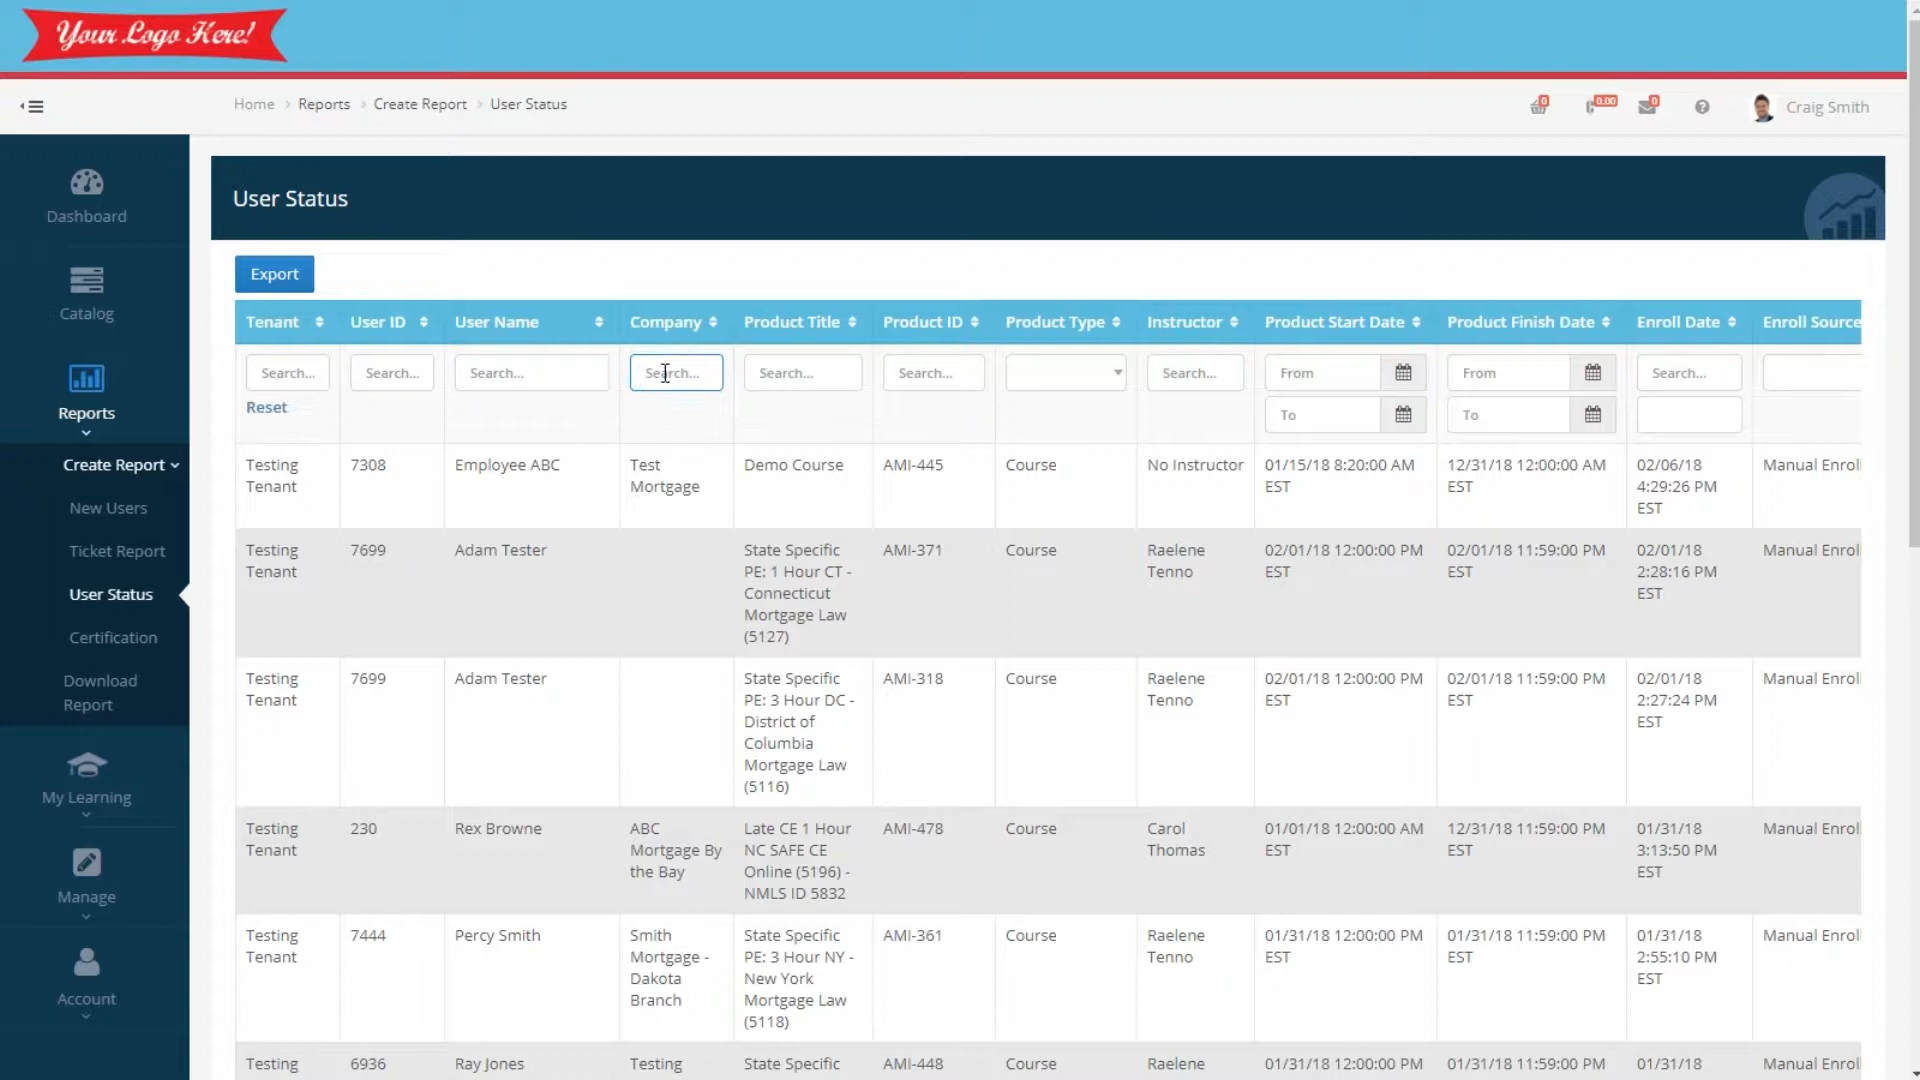 Your Logo Here!
Home > Reports > Create Report > User Status
0
0.00
0
Craig Smith
Dashboard
Catalog
Reports
Create Report
New Users
Ticket Report
User Status
Certification
Download
Report
My Learning
Manage
Account
User Status
Export
Tenant User ID User Name Company Product Title Product ID Product Type Instructor Product Start Date Product Finish Date Enroll Date Enroll Source
Search... Search... Search... Search... Search... Search... Search... From From Search...
Reset
To To
Testing 7308 Employee ABC Test Demo Course AMI-445 Course No Instructor 01/15/18 8:20:00 AM 12/31/18 12:00:00 AM 02/06/18 Manual Enroll
Tenant Mortgage EST EST 4:29:26 PM
EST
Testing 7699 Adam Tester State Specific AMI-371 Course Raelene 02/01/18 12:00:00 PM 02/01/18 11:59:00 PM 02/01/18 Manual Enroll
Tenant PE: 1 Hour CT - Tenno EST EST 2:28:16 PM
Connecticut EST
Mortgage Law
(5127)
Testing 7699 Adam Tester State Specific AMI-318 Course Raelene 02/01/18 12:00:00 PM 02/01/18 11:59:00 PM 02/01/18 Manual Enroll
Tenant PE: 3 Hour DC - Tenno EST EST 2:27:24 PM
District of EST
Columbia
Mortgage Law
(5116)
Testing 230 Rex Browne ABC Late CE 1 Hour AMI-478 Course Carol 01/01/18 12:00:00 AM 12/31/18 11:59:00 PM 01/31/18 Manual Enroll
Tenant Mortgage By NC SAFE CE Thomas EST EST 3:13:50 PM
the Bay Online (5196) - EST
NMLS ID 5832
Testing 7444 Percy Smith Smith State Specific AMI-361 Course Raelene 01/31/18 12:00:00 PM 01/31/18 11:59:00 PM 01/31/18 Manual Enroll
Tenant Mortgage - PE: 3 Hour NY - Tenno EST EST 2:55:10 PM
Dakota New York EST
Branch Mortgage Law
(5118)
Testing 6936 Ray Jones Testing State Specific AMI-448 Course Raelene 01/31/18 12:00:00 PM 01/31/18 11:59:00 PM 01/31/18 Manual Enroll